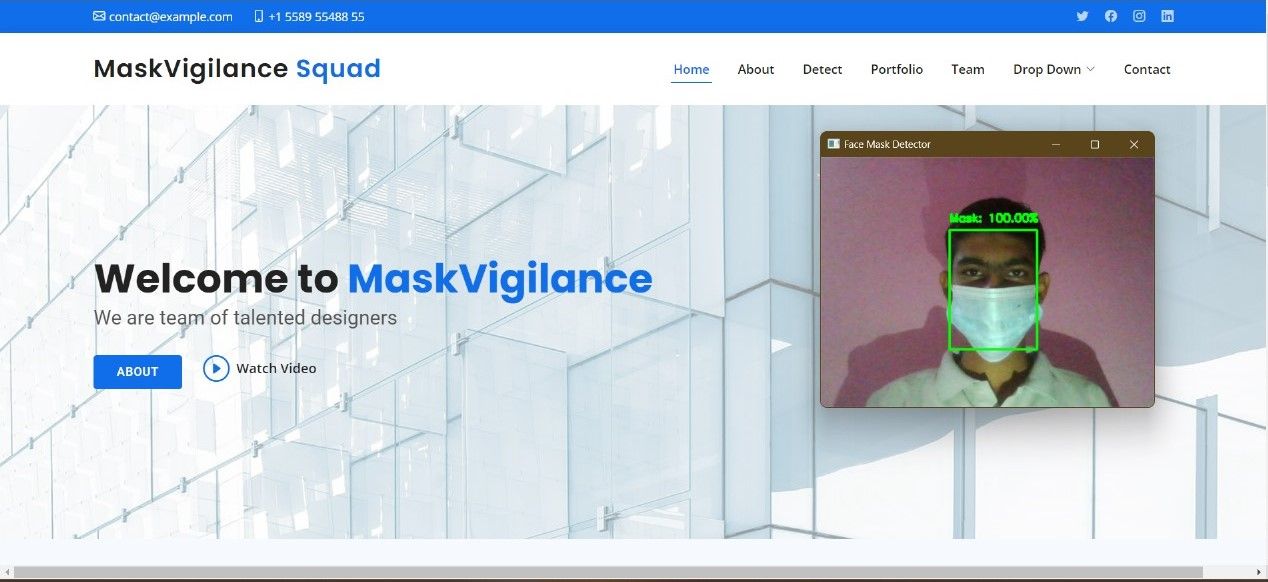 contact@example.com +1 5589 55488 55
MaskVigilance Squad
Home About Detect Portfolio Team Drop Down Contact
Face Mask Detector
Mask: 100.00%
Welcome to MaskVigilance
We are team of talented designers
ABOUT Watch Video